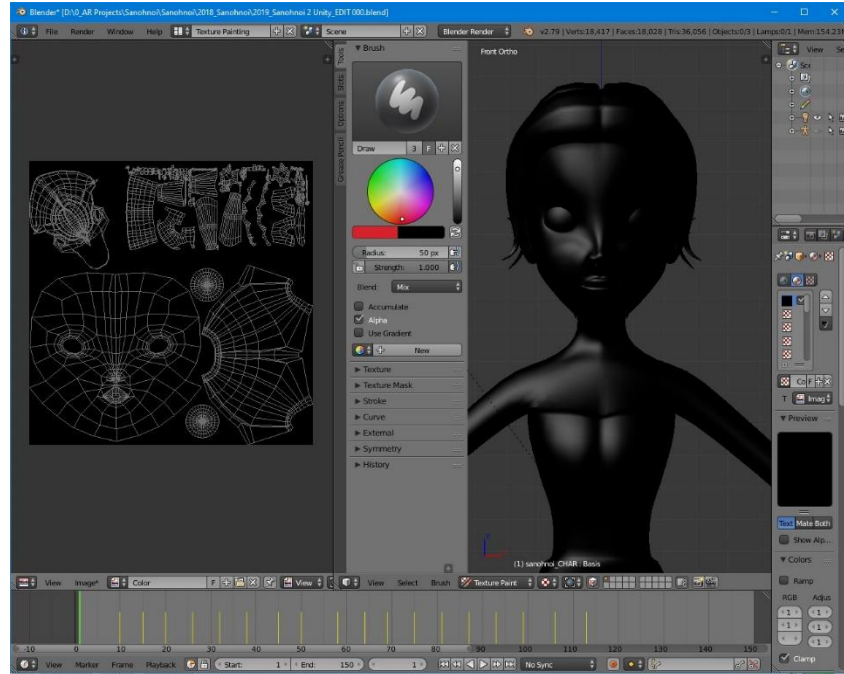 Blender* [D:\0_AR Projects\Sanohnoi\Sanohnoi\2018_Sanohnoi\2019_Sanohnoi 2 Unity_EDIT 000.blend]
File Render Window Help Texture Painting Scene Blender Render v2.79 | Verts:18,417 | Faces:18,028 | Tris:36,056 | Objects:0/3 | Lamps:0/1 | Mem:154.23
View Se
Tools
Slots
Options
Grease Pencil
Brush
Draw 3 F
Radius: 50 px
Strength: 1.000
Blend: Mix
Accumulate
Alpha
Use Gradient
New
Texture
Texture Mask
Stroke
Curve
External
Symmetry
History
Front Ortho
(1) sanohnoi_CHAR : Basis
Co F
T Imag
Preview
Text Mate Both
Show Alp...
Colors
Ramp
RGB Adjus
Clamp
View Image* Color F View
View Select Brush Texture Paint
-10 0 10 20 30 40 50 60 70 80 90 100 110 120 130 140 150
View Marker Frame Playback Start: 1 End: 150 1 No Sync